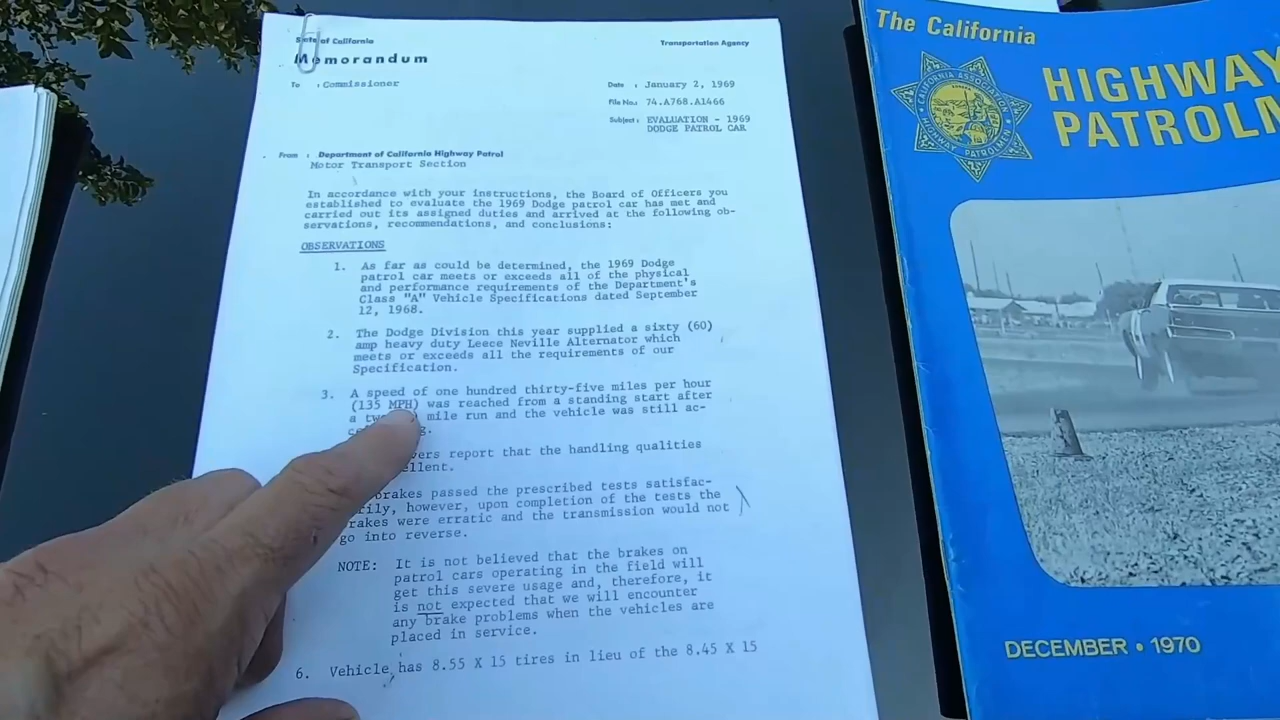 State of California
Transportation Agency
Memorandum
To : Commissioner
Date : January 2, 1969
File No.: 74.A768.A1466
Subject: EVALUATION - 1969
DODGE PATROL CAR
From : Department of California Highway Patrol
Motor Transport Section
In accordance with your instructions, the Board of Officers you
established to evaluate the 1969 Dodge patrol car has met and
carried out its assigned duties and arrived at the following ob-
servations, recommendations, and conclusions:
OBSERVATIONS
1. As far as could be determined, the 1969 Dodge
patrol car meets or exceeds all of the physical
and performance requirements of the Department's
Class "A" Vehicle Specifications dated September
12, 1968.
2. The Dodge Division this year supplied a sixty (60)
amp heavy duty Leece Neville Alternator which
meets or exceeds all the requirements of our
Specification.
3. A speed of one hundred thirty-five miles per hour
(135 MPH) was reached from a standing start after
a mile run and the vehicle was still ac-
report that the handling qualities
brakes passed the prescribed tests satisfac-
however, upon completion of the tests the
were erratic and the transmission would not
go into reverse.
NOTE: It is not believed that the brakes on
patrol cars operating in the field will
get this severe usage and, therefore, it
is not expected that we will encounter
any brake problems when the vehicles are
placed in service.
6. Vehicle has 8.55 X 15 tires in lieu of the 8.45 X 15
The California
HIGHWAY
PATROLM
CALIFORNIA ASSOCIATION
HIGHWAY PATROLMEN
DECEMBER • 1970